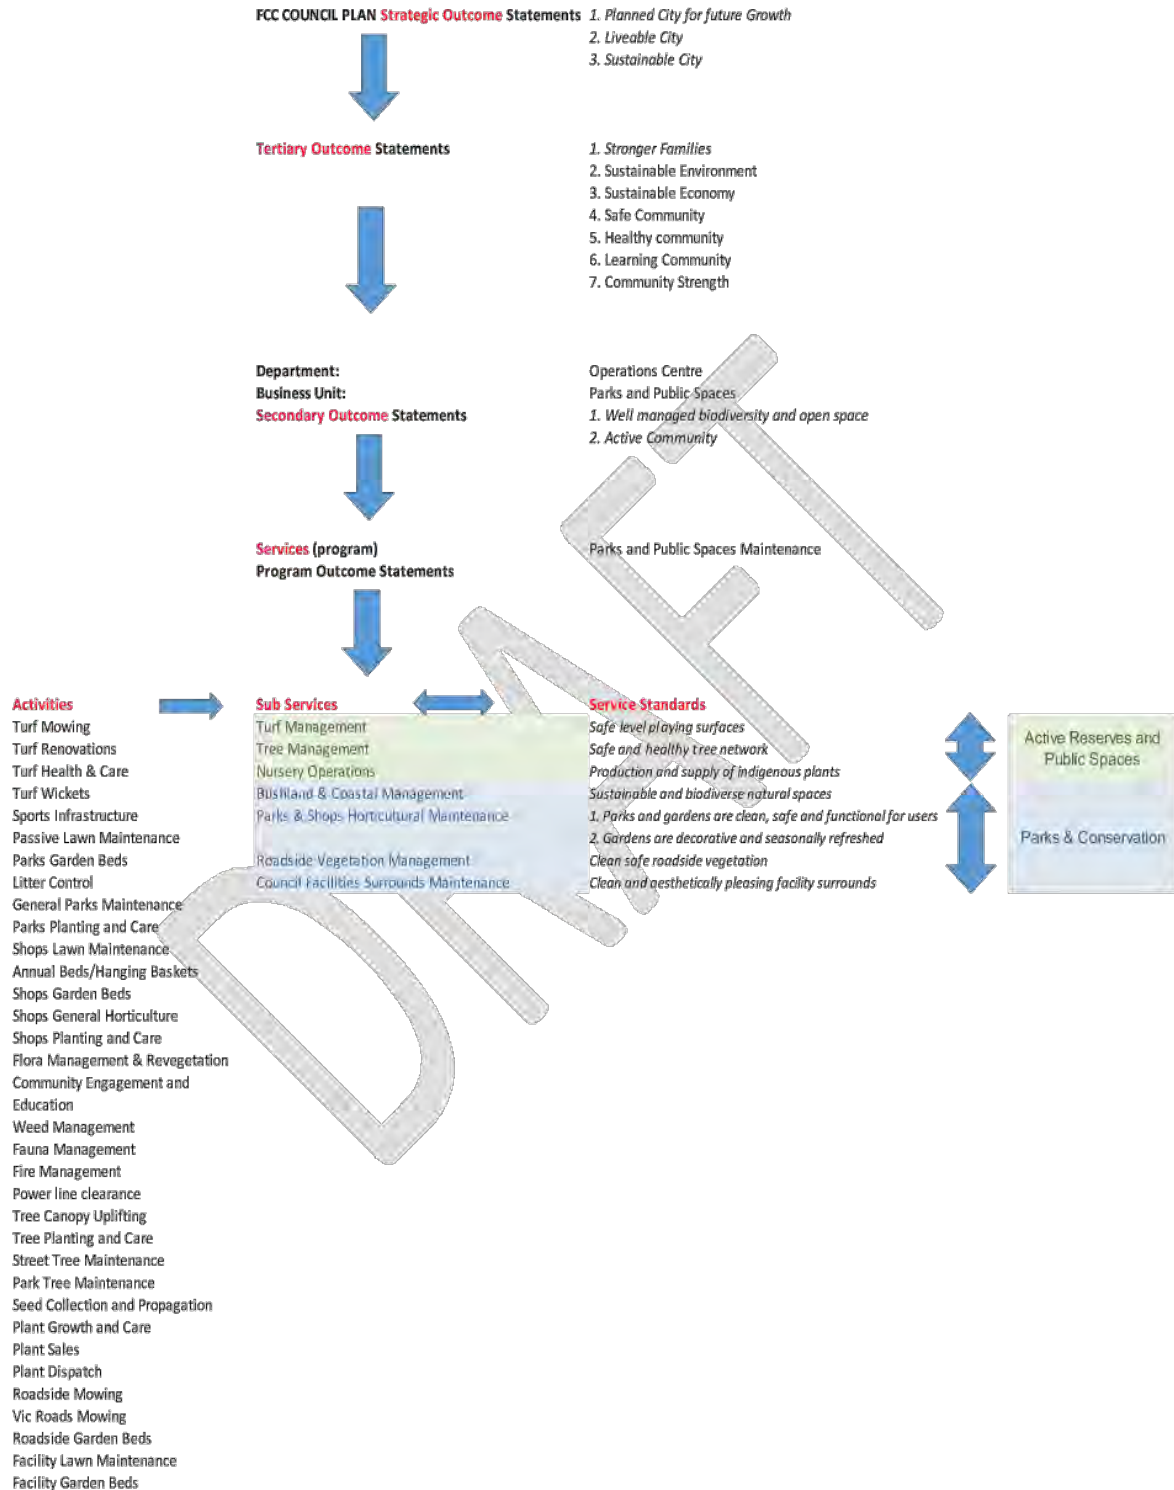 FCC COUNCIL PLAN Strategic Outcome Statements 1. Planned City for future Growth
2. Liveable City
3. Sustainable City
Tertiary Outcome Statements 1. Stronger Families
2. Sustainable Environment
3. Sustainable Economy
4. Safe Community
5. Healthy community
6. Learning Community
7. Community Strength
Department: Operations Centre
Business Unit: Parks and Public Spaces
Secondary Outcome Statements 1. Well managed biodiversity and open space
2. Active Community
Services (program) Parks and Public Spaces Maintenance
Program Outcome Statements
DRAFT
Activities
Turf Mowing
Turf Renovations
Turf Health & Care
Turf Wickets
Sports Infrastructure
Passive Lawn Maintenance
Parks Garden Beds
Litter Control
General Parks Maintenance
Parks Planting and Care
Shops Lawn Maintenance
Annual Beds/Hanging Baskets
Shops Garden Beds
Shops General Horticulture
Shops Planting and Care
Flora Management & Revegetation
Community Engagement and
Education
Weed Management
Fauna Management
Fire Management
Power line clearance
Tree Canopy Uplifting
Tree Planting and Care
Street Tree Maintenance
Park Tree Maintenance
Seed Collection and Propagation
Plant Growth and Care
Plant Sales
Plant Dispatch
Roadside Mowing
Vic Roads Mowing
Roadside Garden Beds
Facility Lawn Maintenance
Facility Garden Beds
Sub Services
Turf Management
Tree Management
Nursery Operations
Bushland & Coastal Management
Parks & Shops Horticultural Maintenance
Roadside Vegetation Management
Council Facilities Surrounds Maintenance
Service Standards
Safe level playing surfaces
Safe and healthy tree network
Production and supply of indigenous plants
Sustainable and biodiverse natural spaces
1. Parks and gardens are clean, safe and functional for users
2. Gardens are decorative and seasonally refreshed
Clean safe roadside vegetation
Clean and aesthetically pleasing facility surrounds
Active Reserves and
Public Spaces
Parks & Conservation